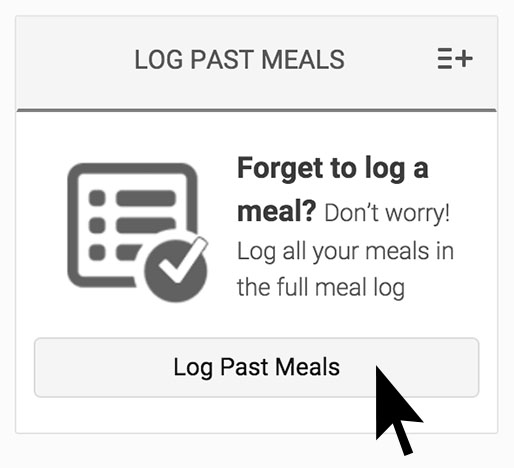 LOG PAST MEALS
Forget to log a
meal? Don’t worry!
Log all your meals in
the full meal log
Log Past Meals